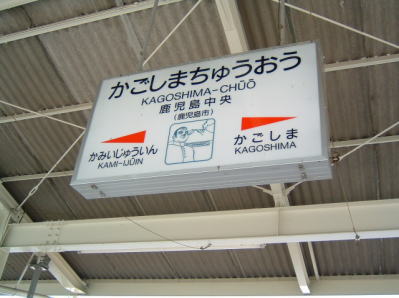 かごしまちゅうおう
KAGOSHIMA-CHŪŌ
鹿児島中央
(鹿児島市)
かみいじゅういん
KAMI-IJŪIN
かごしま
KAGOSHIMA